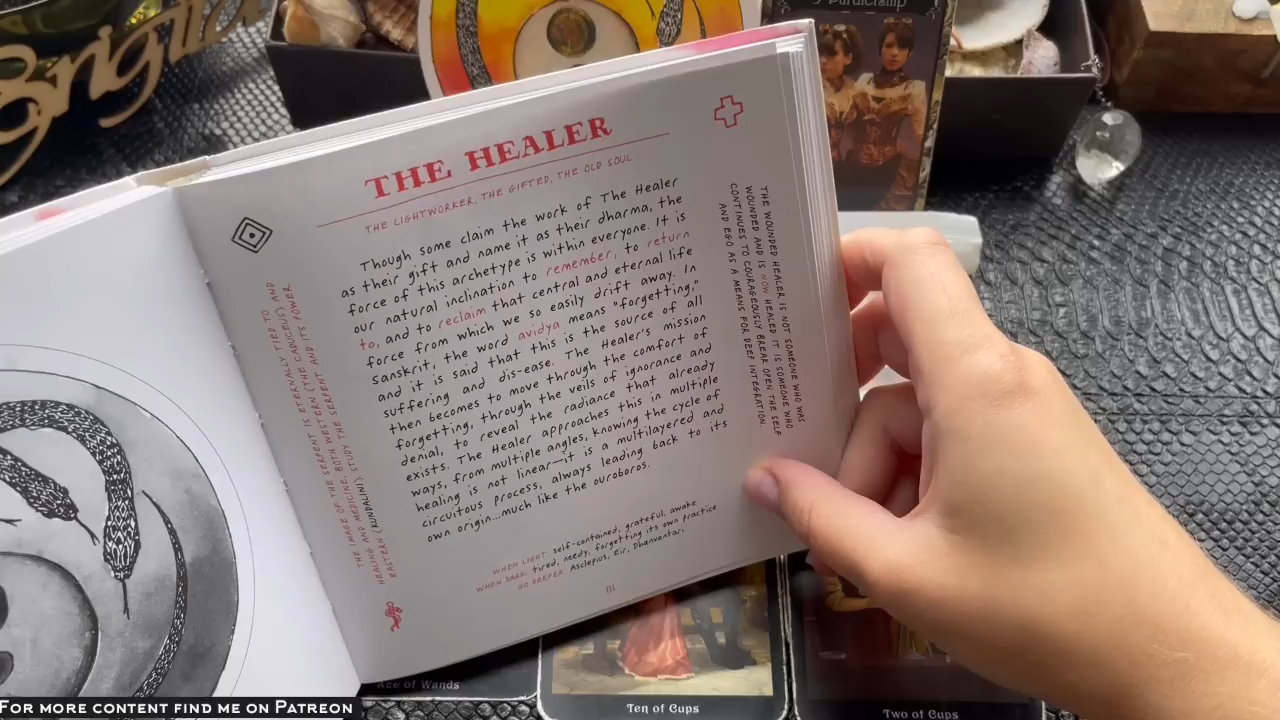 Brigid
Partnership
THE HEALER
THE LIGHTWORKER, THE GIFTED, THE OLD SOUL
Though some claim the work of The Healer
as their gift and name it as their dharma, the
force of this archetype is within everyone. It is
our natural inclination to remember, to return
to, and to reclaim that central and eternal life
force from which we so easily drift away. In
sanskrit, the word avidya means "forgetting,"
and it is said that this is the source of all
suffering and dis-ease. The Healer's mission
then becomes to move through the comfort of
forgetting, through the veils of ignorance and
denial, to reveal the radiance that already
exists. The Healer approaches this in multiple
ways, from multiple angles, knowing the cycle of
healing is not linear—it is a multilayered and
circuitous process, always leading back to its
own origin...much like the ouroboros.
WHEN LIGHT: self-contained, grateful, awake
WHEN DARK: tired, needy, forgetting its own practice
GO DEEPER: Asclepius, Eir, Dhanvantari
III
THE IMAGE OF THE SERPENT IS ETERNALLY TIED TO
HEALING AND MEDICINE, BOTH WESTERN (THE CADUCEUS) AND
EASTERN (KUNDALINI). STUDY THE SERPENT AND ITS POWER.
THE WOUNDED HEALER IS NOT SOMEONE WHO WAS
WOUNDED AND IS NOW HEALED. IT IS SOMEONE WHO
CONTINUES TO COURAGEOUSLY BREAK OPEN THE SELF
AND EGO AS A MEANS FOR DEEP INTEGRATION.
Ace of Wands
Ten of Cups
Two of Cups
FOR MORE CONTENT FIND ME ON PATREON